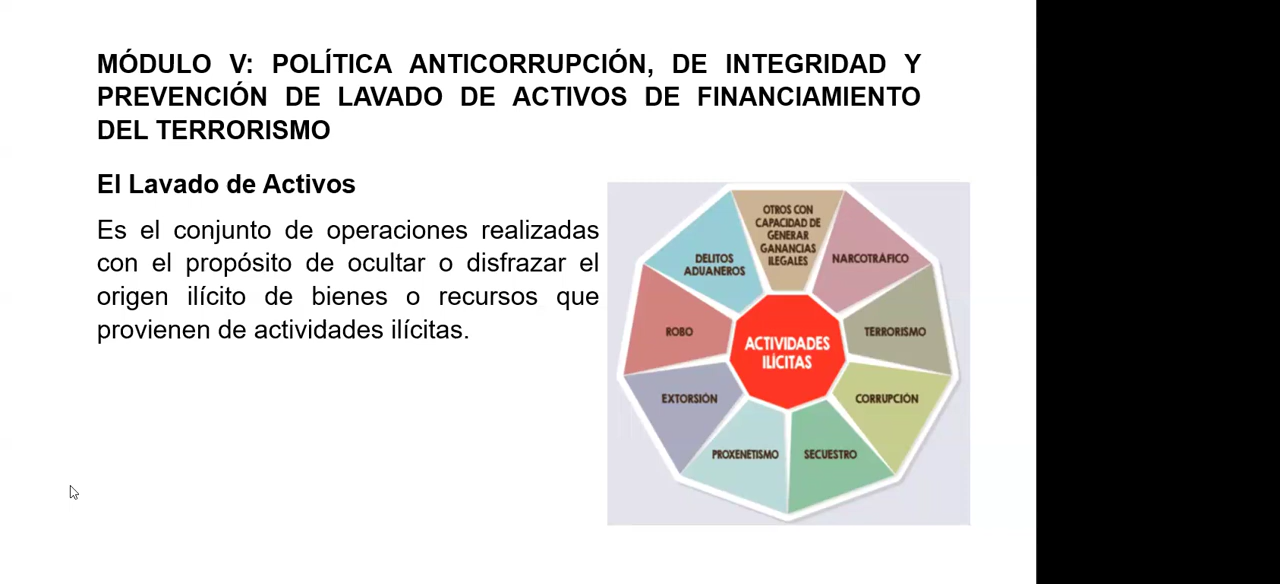 MÓDULO V: POLÍTICA ANTICORRUPCIÓN, DE INTEGRIDAD Y
PREVENCIÓN DE LAVADO DE ACTIVOS DE FINANCIAMIENTO
DEL TERRORISMO
El Lavado de Activos
Es el conjunto de operaciones realizadas
con el propósito de ocultar o disfrazar el
origen ilícito de bienes o recursos que
provienen de actividades ilícitas.
OTROS CON
CAPACIDAD DE
GENERAR
GANANCIAS
ILEGALES
NARCOTRÁFICO
TERRORISMO
CORRUPCIÓN
SECUESTRO
PROXENETISMO
EXTORSIÓN
ROBO
DELITOS
ADUANEROS
ACTIVIDADES
ILÍCITAS